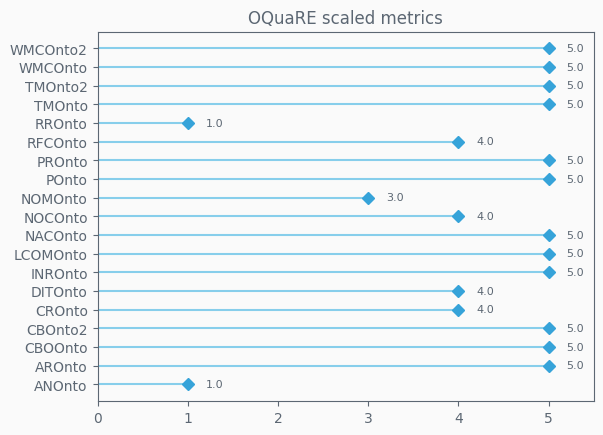 OQuaRE scaled metrics
WMCOnto2 5.0
WMCOnto 5.0
TMOnto2 5.0
TMOnto 5.0
RROnto 1.0
RFCOnto 4.0
PROnto 5.0
POnto 5.0
NOMOnto 3.0
NOCOnto 4.0
NACOnto 5.0
LCOMOnto 5.0
INROnto 5.0
DITOnto 4.0
CROnto 4.0
CBOnto2 5.0
CBOOnto 5.0
AROnto 5.0
ANOnto 1.0
0 1 2 3 4 5